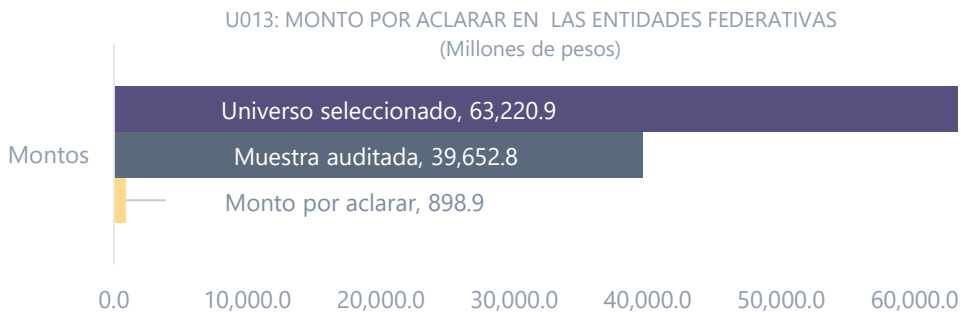 U013: MONTO POR ACLARAR EN  LAS ENTIDADES FEDERATIVAS
(Millones de pesos)
Universo seleccionado, 63,220.9
Montos
Muestra auditada, 39,652.8
Monto por aclarar, 898.9
0.0 10,000.0 20,000.0 30,000.0 40,000.0 50,000.0 60,000.0